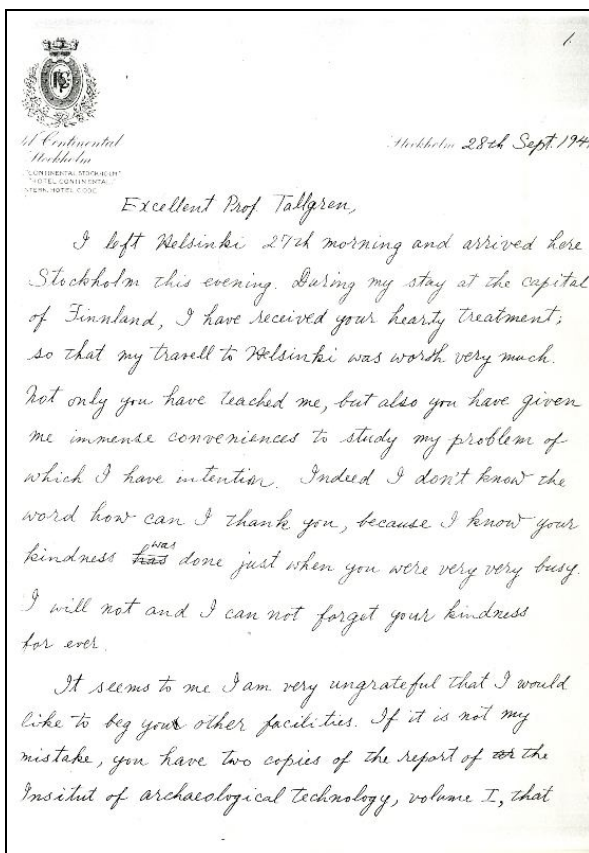 1.
Continental
Stockholm
"CONTINENTAL STOCKHOLM"
"HOTEL CONTINENTAL"
HOTEL CODE
Stockholm 28th Sept. 194
Excellent Prof. Tallgren,
I left Helsinki 27th morning and arrived here
Stockholm this evening. During my stay at the capital
of Finnland, I have received your hearty treatment;
so that my travell to Helsinki was worth very much.
Not only you have teached me, but also you have given
me immense conveniences to study my problem of
which I have intention. Indeed I don't know the
word how can I thank you, because I know your
was
kindness has done just when you were very very busy.
I will not and I can not forget your kindness
for ever.
It seems to me I am very ungrateful that I would
like to beg you other facilities. If it is not my
mistake, you have two copies of the report of the
Insitut of archaeological technology, volume I, that